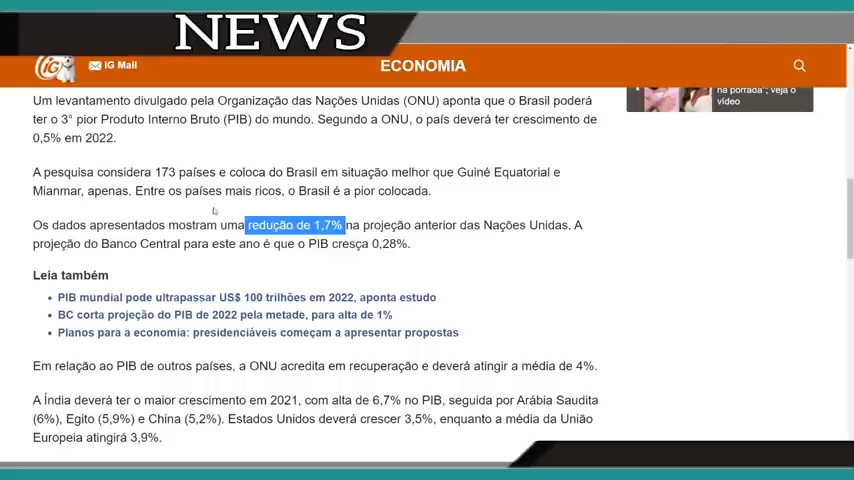 NEWS
iG
iG Mail
ECONOMIA
na porrada"; veja o
vídeo
Um levantamento divulgado pela Organização das Nações Unidas (ONU) aponta que o Brasil poderá
ter o 3° pior Produto Interno Bruto (PIB) do mundo. Segundo a ONU, o país deverá ter crescimento de
0,5% em 2022.
A pesquisa considera 173 países e coloca do Brasil em situação melhor que Guiné Equatorial e
Mianmar, apenas. Entre os países mais ricos, o Brasil é a pior colocada.
Os dados apresentados mostram uma redução de 1,7% na projeção anterior das Nações Unidas. A
projeção do Banco Central para este ano é que o PIB cresça 0,28%.
Leia também
PIB mundial pode ultrapassar US$ 100 trilhões em 2022, aponta estudo
BC corta projeção do PIB de 2022 pela metade, para alta de 1%
Planos para a economia: presidenciáveis começam a apresentar propostas
Em relação ao PIB de outros países, a ONU acredita em recuperação e deverá atingir a média de 4%.
A Índia deverá ter o maior crescimento em 2021, com alta de 6,7% no PIB, seguida por Arábia Saudita
(6%), Egito (5,9%) e China (5,2%). Estados Unidos deverá crescer 3,5%, enquanto a média da União
Europeia atingirá 3,9%.